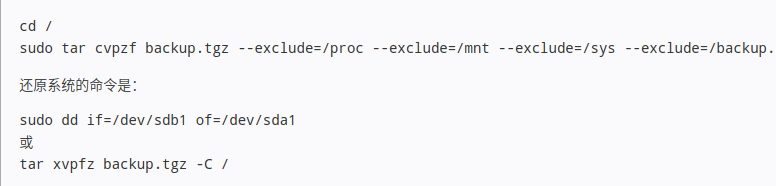 cd /
sudo tar cvpzf backup.tgz --exclude=/proc --exclude=/mnt --exclude=/sys --exclude=/backup.
还原系统的命令是：
sudo dd if=/dev/sdb1 of=/dev/sda1
或
tar xvpfz backup.tgz -C /